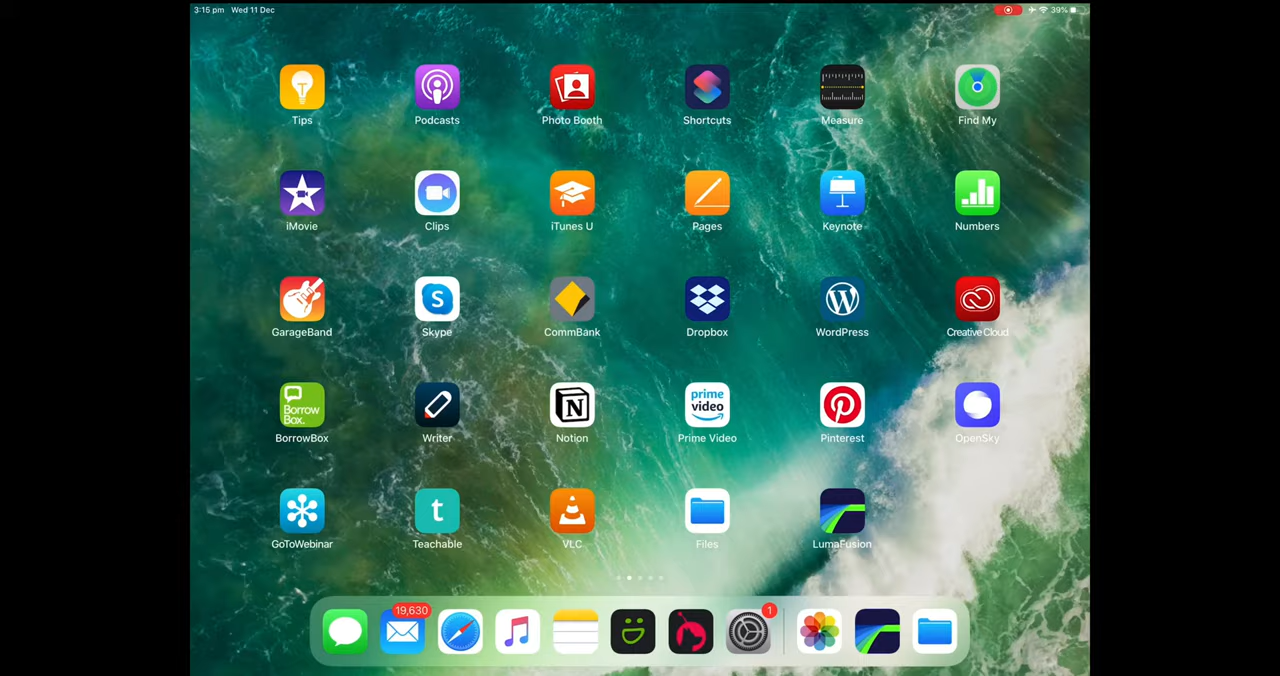 3:15 pm Wed 11 Dec 39%
Tips Podcasts Photo Booth Shortcuts Measure Find My
iMovie Clips iTunes U Pages Keynote Numbers
GarageBand Skype CommBank Dropbox WordPress Creative Cloud
Borrow
Box.
prime
video
BorrowBox Writer Notion Prime Video Pinterest OpenSky
t
GoToWebinar Teachable VLC Files LumaFusion
19,630 1